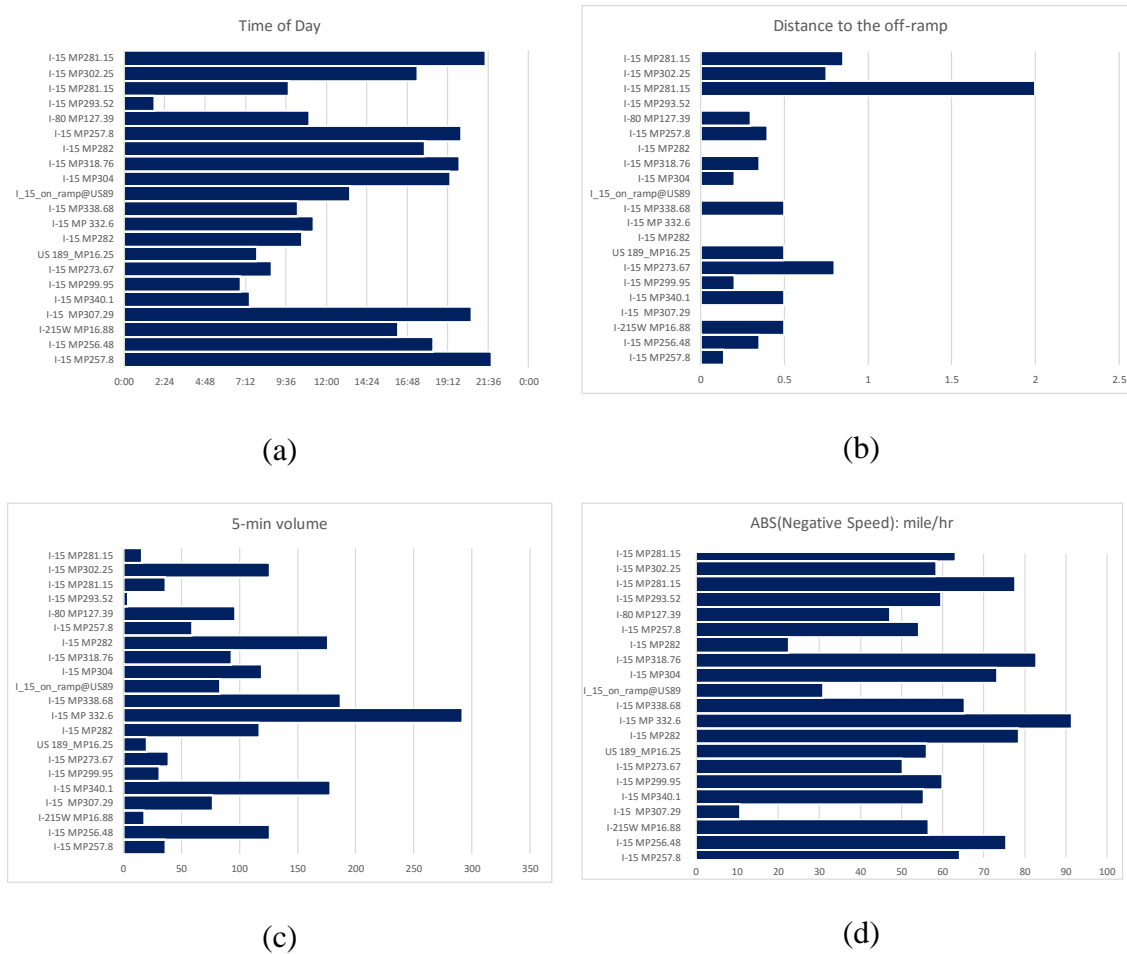 Time of Day
I-15 MP281.15
I-15 MP302.25
I-15 MP281.15
I-15 MP293.52
I-80 MP127.39
I-15 MP257.8
I-15 MP282
I-15 MP318.76
I-15 MP304
I_15_on_ramp@US89
I-15 MP338.68
I-15 MP 332.6
I-15 MP282
US 189_MP16.25
I-15 MP273.67
I-15 MP299.95
I-15 MP340.1
I-15  MP307.29
I-215W MP16.88
I-15 MP256.48
I-15 MP257.8
0:00 2:24 4:48 7:12 9:36 12:00 14:24 16:48 19:12 21:36 0:00
(a)
Distance to the off-ramp
I-15 MP281.15
I-15 MP302.25
I-15 MP281.15
I-15 MP293.52
I-80 MP127.39
I-15 MP257.8
I-15 MP282
I-15 MP318.76
I-15 MP304
I_15_on_ramp@US89
I-15 MP338.68
I-15 MP 332.6
I-15 MP282
US 189_MP16.25
I-15 MP273.67
I-15 MP299.95
I-15 MP340.1
I-15  MP307.29
I-215W MP16.88
I-15 MP256.48
I-15 MP257.8
0 0.5 1 1.5 2 2.5
(b)
5-min volume
I-15 MP281.15
I-15 MP302.25
I-15 MP281.15
I-15 MP293.52
I-80 MP127.39
I-15 MP257.8
I-15 MP282
I-15 MP318.76
I-15 MP304
I_15_on_ramp@US89
I-15 MP338.68
I-15 MP 332.6
I-15 MP282
US 189_MP16.25
I-15 MP273.67
I-15 MP299.95
I-15 MP340.1
I-15  MP307.29
I-215W MP16.88
I-15 MP256.48
I-15 MP257.8
0 50 100 150 200 250 300 350
(c)
ABS(Negative Speed): mile/hr
I-15 MP281.15
I-15 MP302.25
I-15 MP281.15
I-15 MP293.52
I-80 MP127.39
I-15 MP257.8
I-15 MP282
I-15 MP318.76
I-15 MP304
I_15_on_ramp@US89
I-15 MP338.68
I-15 MP 332.6
I-15 MP282
US 189_MP16.25
I-15 MP273.67
I-15 MP299.95
I-15 MP340.1
I-15  MP307.29
I-215W MP16.88
I-15 MP256.48
I-15 MP257.8
0 10 20 30 40 50 60 70 80 90 100
(d)